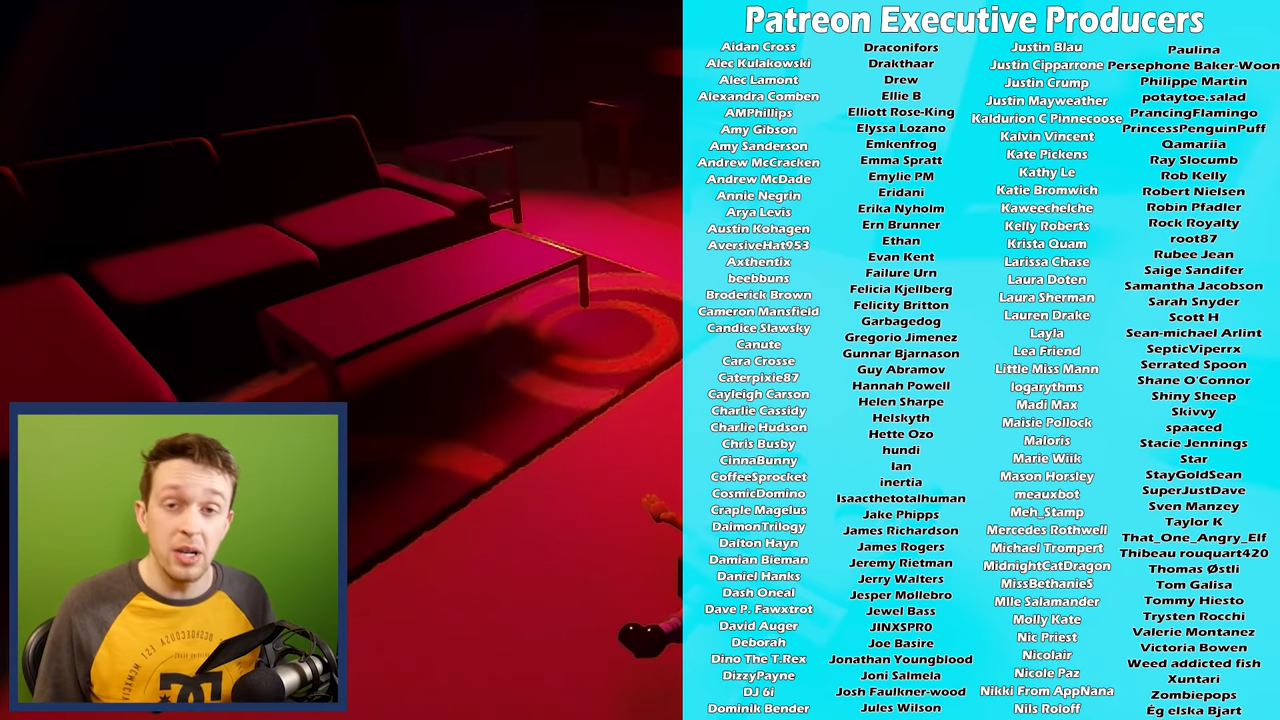 Patreon Executive Producers
Aidan Cross
Alec Kulakowski
Alec Lamont
Alexandra Comben
AMPhillips
Amy Gibson
Amy Sanderson
Andrew McCracken
Andrew McDade
Annie Negrin
Arya Levis
Austin Kohagen
AversiveHat953
Axthentix
beebbuns
Broderick Brown
Cameron Mansfield
Candice Slawsky
Canute
Cara Crosse
Caterpixie87
Cayleigh Carson
Charlie Cassidy
Charlie Hudson
Chris Busby
CinnaBunny
CoffeeSprocket
CosmicDomino
Craple Magelus
DaimonTrilogy
Dalton Hayn
Damian Bieman
Daniel Hanks
Dash Oneal
Dave P. Fawxtrot
David Auger
Deborah
Dino The T.Rex
DizzyPayne
DJ 6i
Dominik Bender
Draconifors
Drakthaar
Drew
Ellie B
Elliott Rose-King
Elyssa Lozano
Emkenfrog
Emma Spratt
Emylie PM
Eridani
Erika Nyholm
Ern Brunner
Ethan
Evan Kent
Failure Urn
Felicia Kjellberg
Felicity Britton
Garbagedog
Gregorio Jimenez
Gunnar Bjarnason
Guy Abramov
Hannah Powell
Helen Sharpe
Helskyth
Hette Ozo
hundi
Ian
inertia
Isaacthetotalhuman
Jake Phipps
James Richardson
James Rogers
Jeremy Rietman
Jerry Walters
Jesper Møllebro
Jewel Bass
JINXSPR0
Joe Basire
Jonathan Youngblood
Joni Salmela
Josh Faulkner-wood
Jules Wilson
Justin Blau
Justin Cipparrone
Justin Crump
Justin Mayweather
Kaldurion C Pinnecoose
Kalvin Vincent
Kate Pickens
Kathy Le
Katie Bromwich
Kaweechelche
Kelly Roberts
Krista Quam
Larissa Chase
Laura Doten
Laura Sherman
Lauren Drake
Layla
Lea Friend
Little Miss Mann
logarythms
Madi Max
Maisie Pollock
Maloris
Marie Wiik
Mason Horsley
meauxbot
Meh_Stamp
Mercedes Rothwell
Michael Trompert
MidnightCatDragon
MissBethanieS
Mlle Salamander
Molly Kate
Nic Priest
Nicolair
Nicole Paz
Nikki From AppNana
Nils Roloff
Paulina
Persephone Baker-Woon
Philippe Martin
potaytoe.salad
PrancingFlamingo
PrincessPenguinPuff
Qamariia
Ray Slocumb
Rob Kelly
Robert Nielsen
Robin Pfadler
Rock Royalty
root87
Rubee Jean
Saige Sandifer
Samantha Jacobson
Sarah Snyder
Scott H
Sean-michael Arlint
SepticViperrx
Serrated Spoon
Shane O'Connor
Shiny Sheep
Skivvy
spaaced
Stacie Jennings
Star
StayGoldSean
SuperJustDave
Sven Manzey
Taylor K
That_One_Angry_Elf
Thibeau rouquart420
Thomas Østli
Tom Galisa
Tommy Hiesto
Trysten Rocchi
Valerie Montanez
Victoria Bowen
Weed addicted fish
Xuntari
Zombiepops
Ég elska Bjart